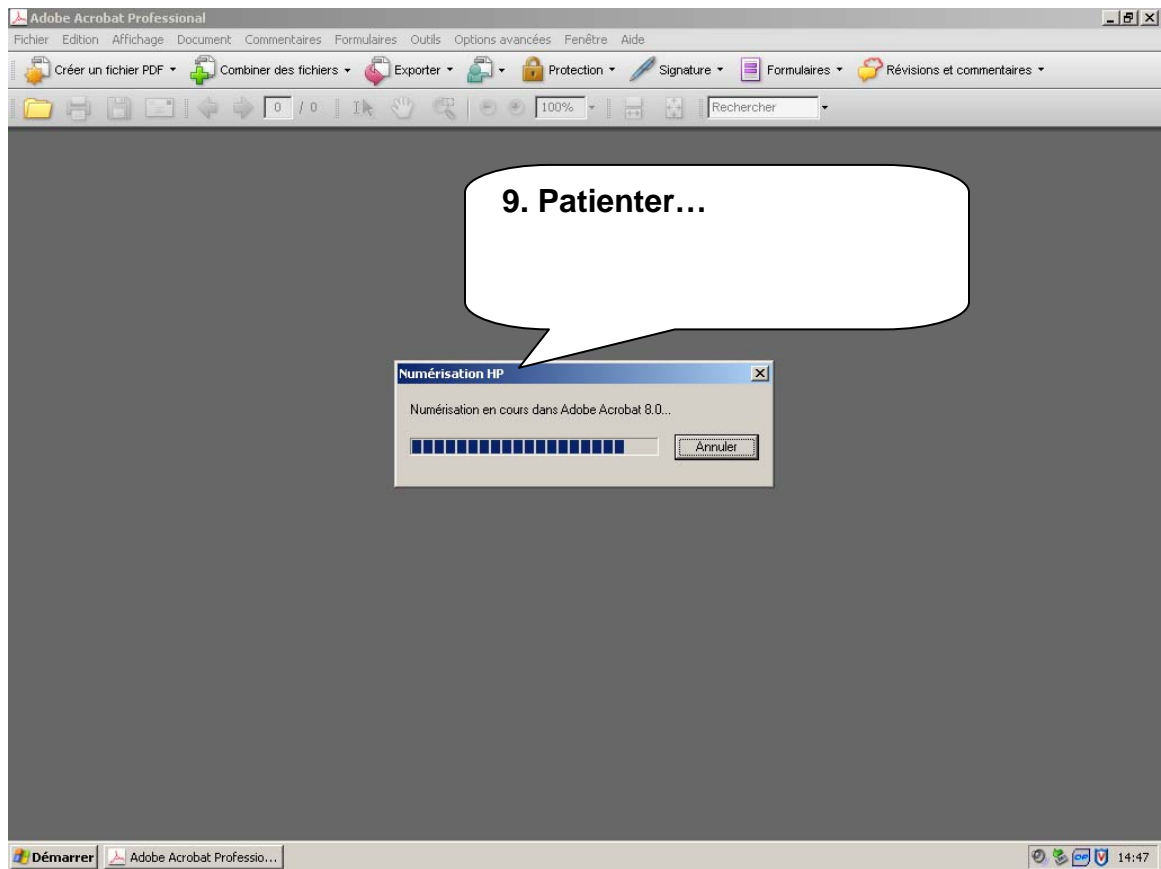 Adobe Acrobat Professional
Fichier Edition Affichage Document Commentaires Formulaires Outils Options avancées Fenêtre Aide
Créer un fichier PDF Combiner des fichiers Exporter Protection Signature Formulaires Révisions et commentaires
0 / 0 100% Rechercher
9. Patienter…
Numérisation HP
Numérisation en cours dans Adobe Acrobat 8.0...
Annuler
Démarrer Adobe Acrobat Professio... OP 14:47